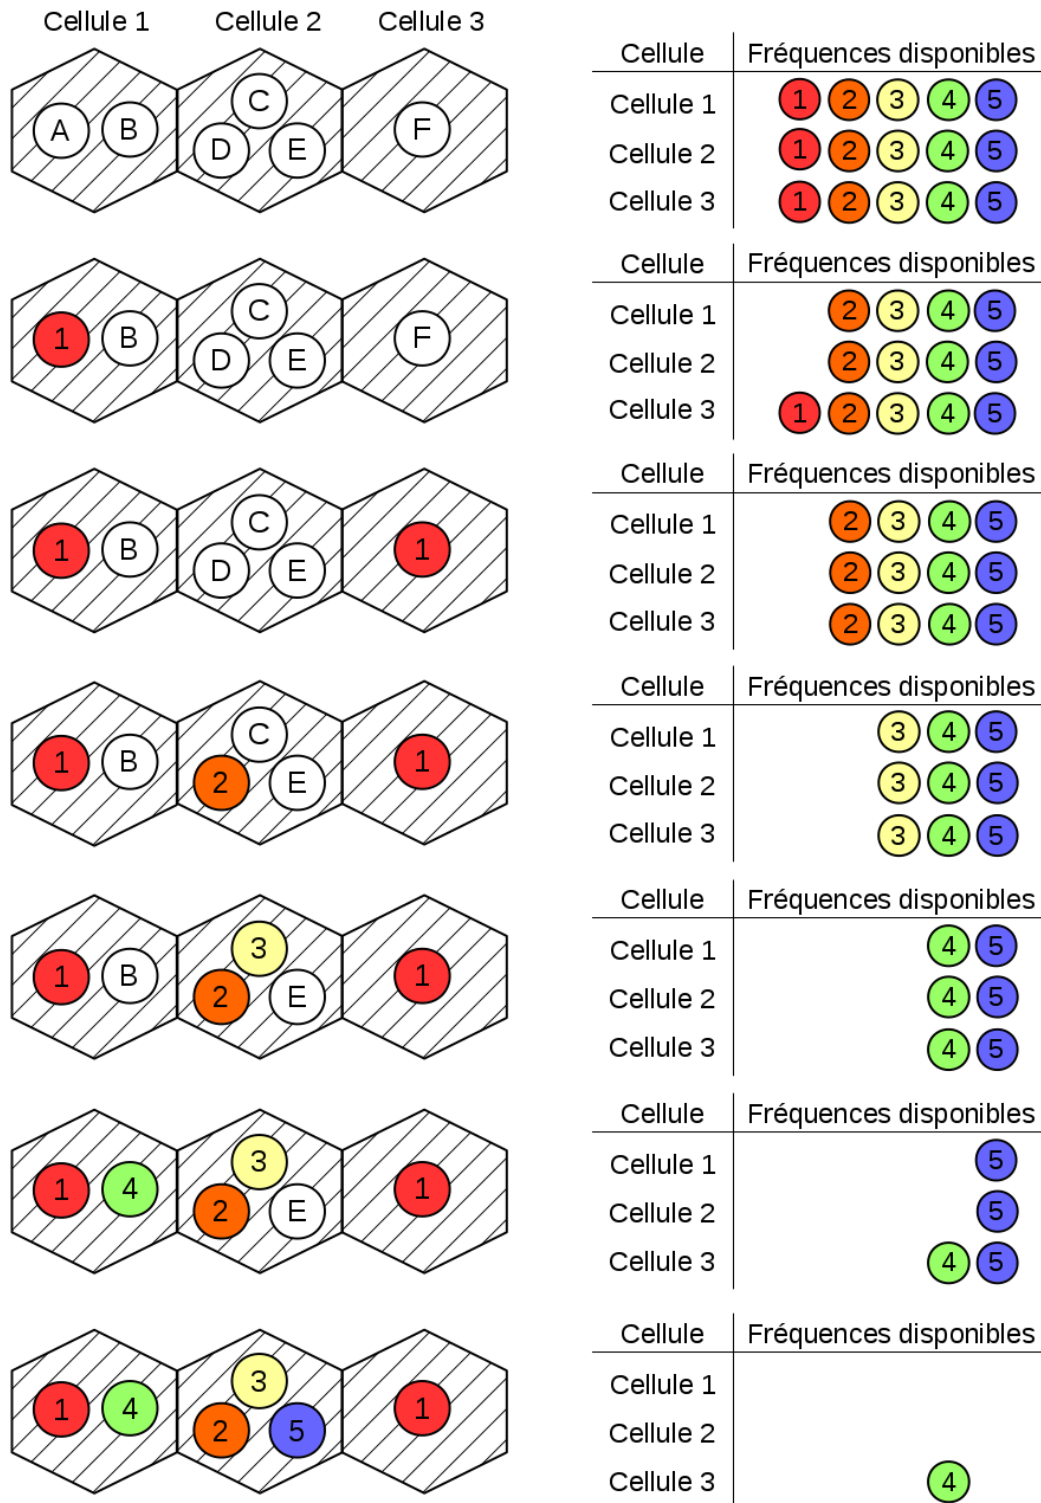 Cellule 1 Cellule 2 Cellule 3
A B C D E F
Cellule Fréquences disponibles
Cellule 1 1 2 3 4 5
Cellule 2 1 2 3 4 5
Cellule 3 1 2 3 4 5
1 B C D E F
Cellule Fréquences disponibles
Cellule 1 2 3 4 5
Cellule 2 2 3 4 5
Cellule 3 1 2 3 4 5
1 B C D E 1
Cellule Fréquences disponibles
Cellule 1 2 3 4 5
Cellule 2 2 3 4 5
Cellule 3 2 3 4 5
1 B C 2 E 1
Cellule Fréquences disponibles
Cellule 1 3 4 5
Cellule 2 3 4 5
Cellule 3 3 4 5
1 B 3 2 E 1
Cellule Fréquences disponibles
Cellule 1 4 5
Cellule 2 4 5
Cellule 3 4 5
1 4 3 2 E 1
Cellule Fréquences disponibles
Cellule 1 5
Cellule 2 5
Cellule 3 4 5
1 4 3 2 5 1
Cellule Fréquences disponibles
Cellule 1
Cellule 2
Cellule 3 4